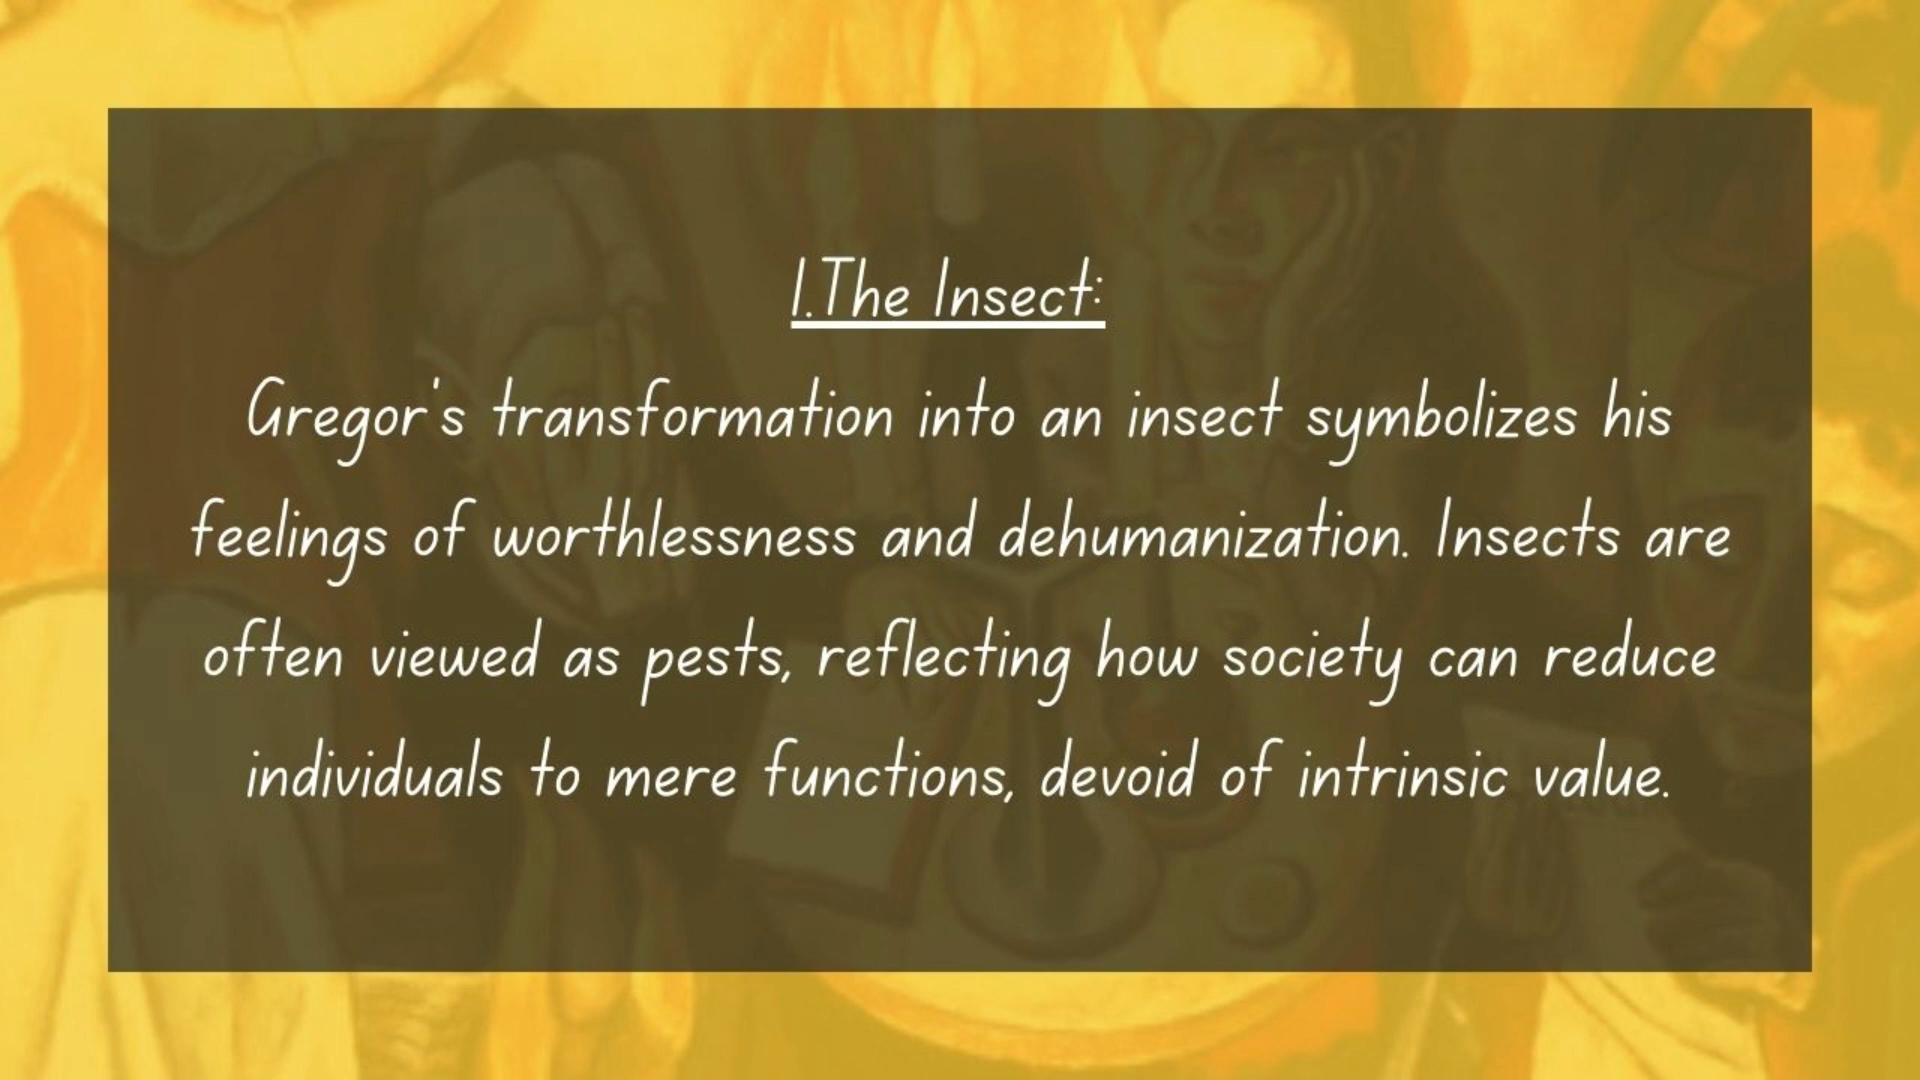 1.The Insect:
Gregor's transformation into an insect symbolizes his
feelings of worthlessness and dehumanization. Insects are
often viewed as pests, reflecting how society can reduce
individuals to mere functions, devoid of intrinsic value.